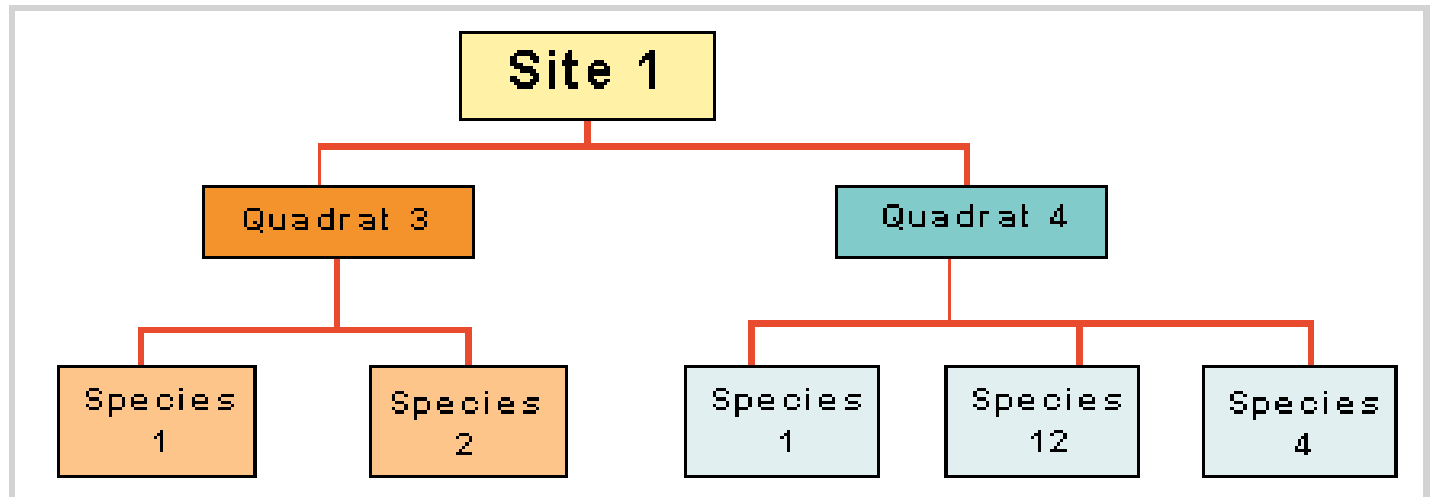 Site 1
Quadrat 3
Quadrat 4
Species
1
Species
2
Species
1
Species
12
Species
4